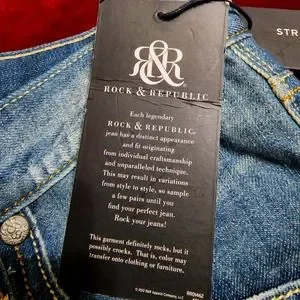 R&R
ROCK & REPUBLIC
Each legendary
ROCK & REPUBLIC®
jean has a distinct appearance
and fit originating
from individual craftsmanship
and unparalleled technique.
This may result in variations
from style to style, so sample
a few pairs until you
find your perfect jean.
Rock your jeans!
This garment definitely rocks, but it
possibly crocks. That is, color may
transfer onto clothing or furniture.
STR